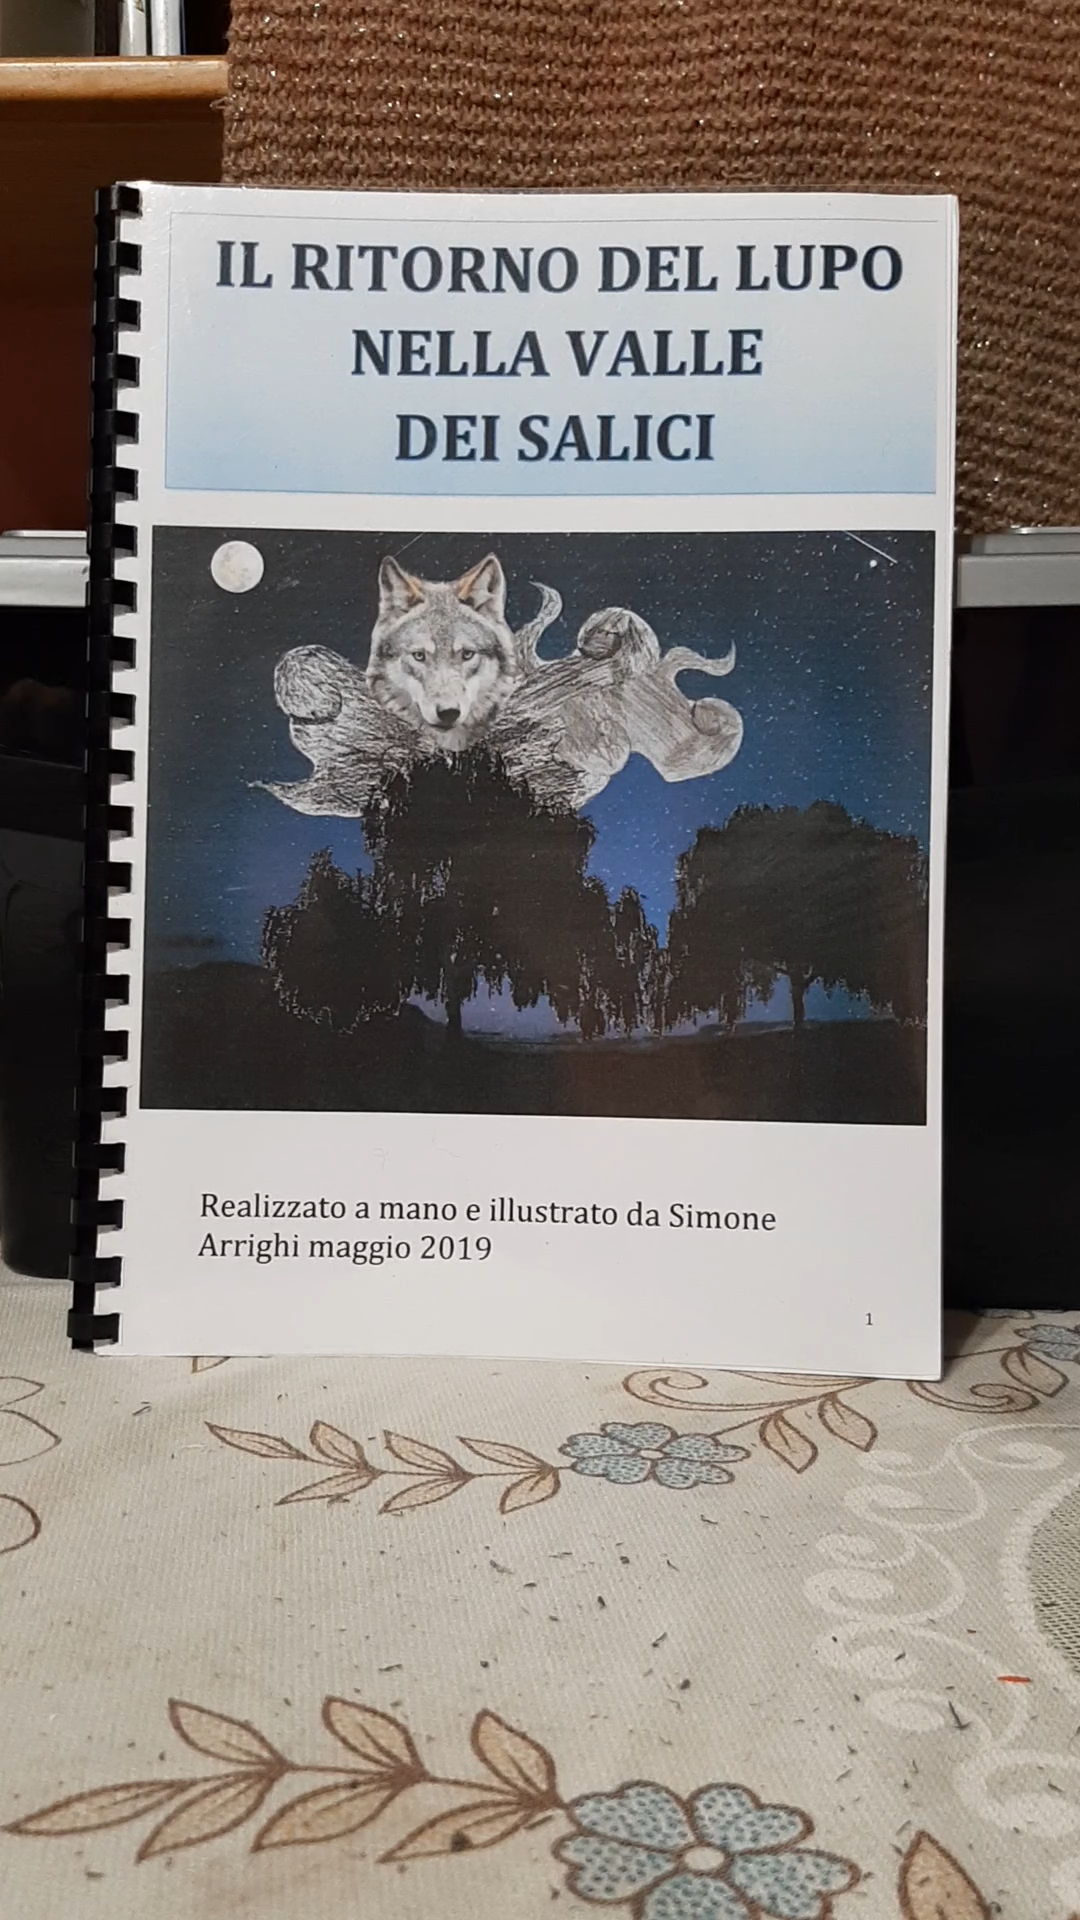 IL RITORNO DEL LUPO
NELLA VALLE
DEI SALICI
Realizzato a mano e illustrato da Simone
Arrighi maggio 2019
1